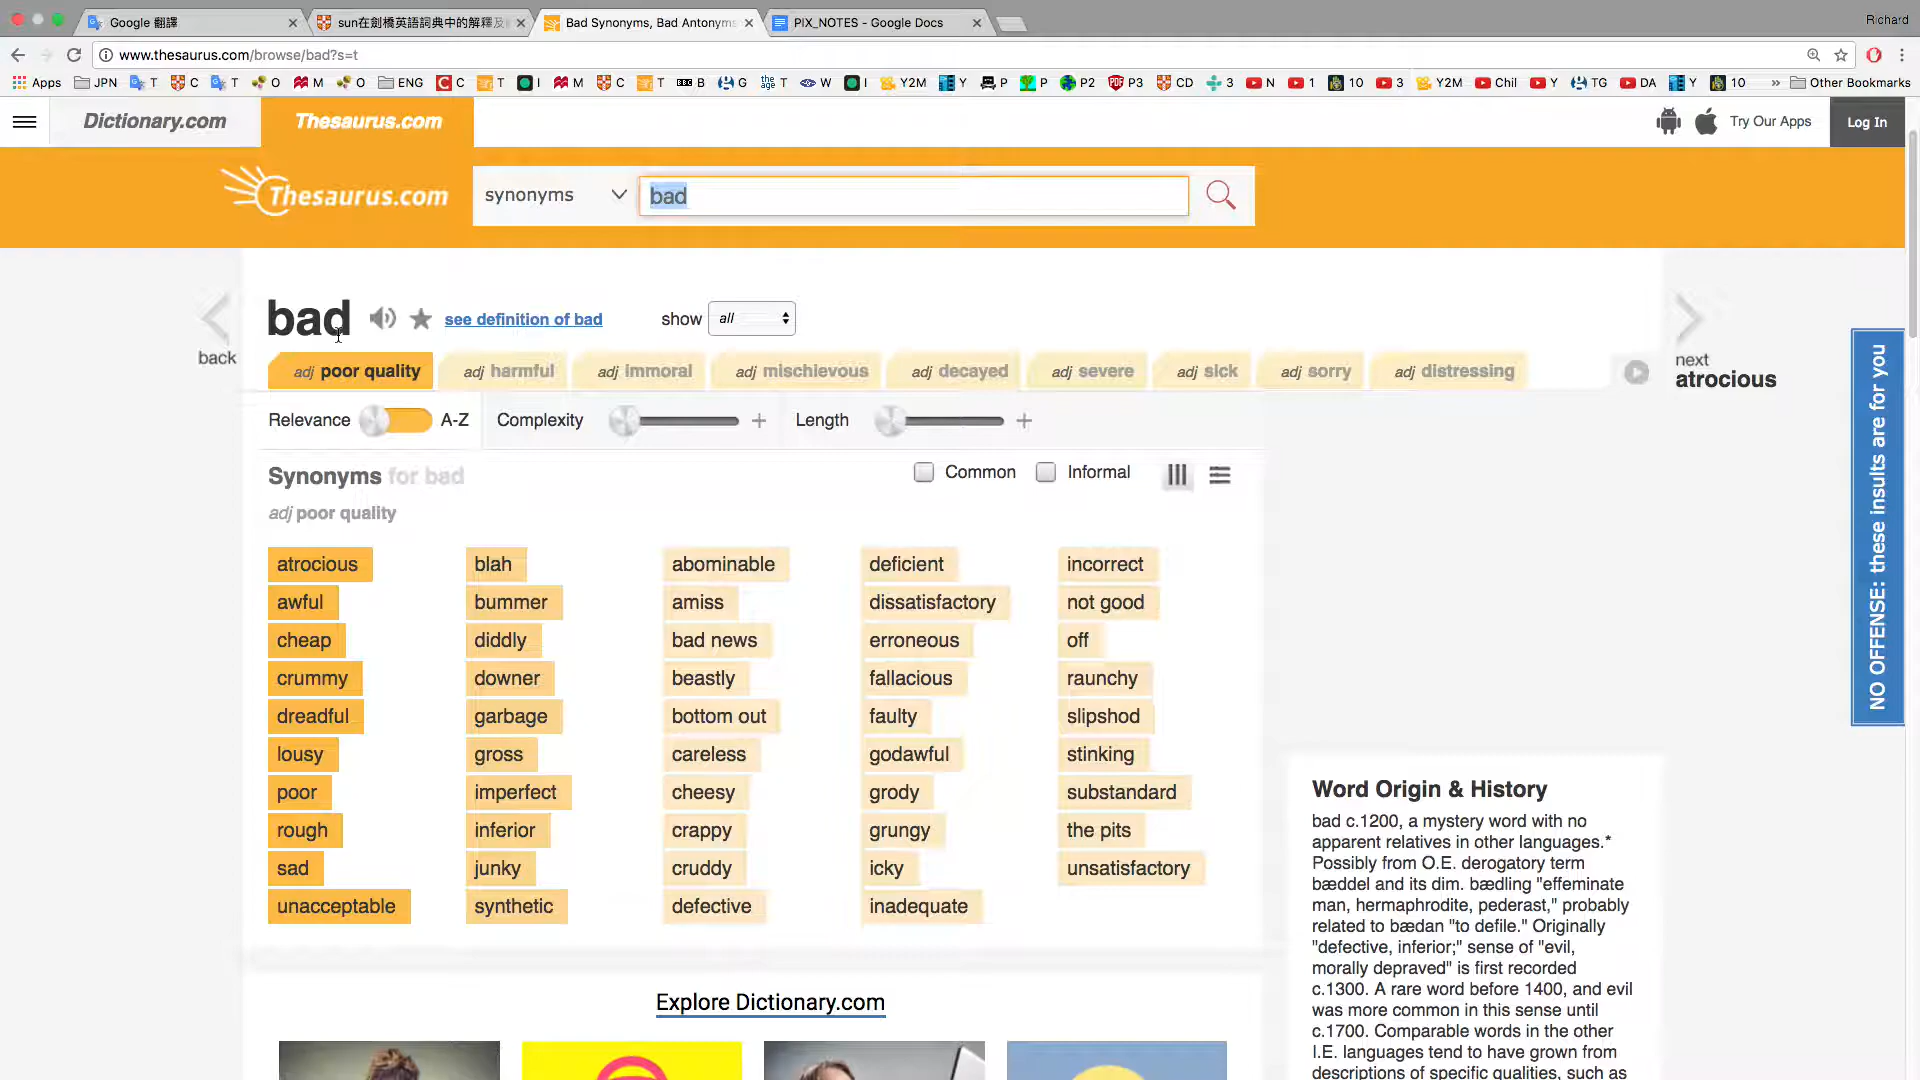 Google 翻譯
sun在劍橋英語詞典中的解釋及
Bad Synonyms, Bad Antonyms
PIX_NOTES - Google Docs
Richard
www.thesaurus.com/browse/bad?s=t
Apps JPN T C T O M O ENG C T I M C T B G T W I Y2M Y P P P2 P3 CD 3 N 1 10 3 Y2M Chil Y TG DA Y 10 » Other Bookmarks
Dictionary.com
Thesaurus.com
Try Our Apps
Log In
Thesaurus.com
synonyms
bad
bad
see definition of bad
show
all
back
next
atrocious
adj poor quality
adj harmful
adj immoral
adj mischievous
adj decayed
adj severe
adj sick
adj sorry
adj distressing
Relevance
A-Z
Complexity
+
Length
+
Synonyms for bad
Common
Informal
adj poor quality
atrocious
awful
cheap
crummy
dreadful
lousy
poor
rough
sad
unacceptable
blah
bummer
diddly
downer
garbage
gross
imperfect
inferior
junky
synthetic
abominable
amiss
bad news
beastly
bottom out
careless
cheesy
crappy
cruddy
defective
deficient
dissatisfactory
erroneous
fallacious
faulty
godawful
grody
grungy
icky
inadequate
incorrect
not good
off
raunchy
slipshod
stinking
substandard
the pits
unsatisfactory
NO OFFENSE: these insults are for you
Word Origin & History
bad c.1200, a mystery word with no
apparent relatives in other languages.*
Possibly from O.E. derogatory term
bæddel and its dim. bædling "effeminate
man, hermaphrodite, pederast," probably
related to bædan "to defile." Originally
"defective, inferior;" sense of "evil,
morally depraved" is first recorded
c.1300. A rare word before 1400, and evil
was more common in this sense until
c.1700. Comparable words in the other
I.E. languages tend to have grown from
descriptions of specific qualities, such as
Explore Dictionary.com